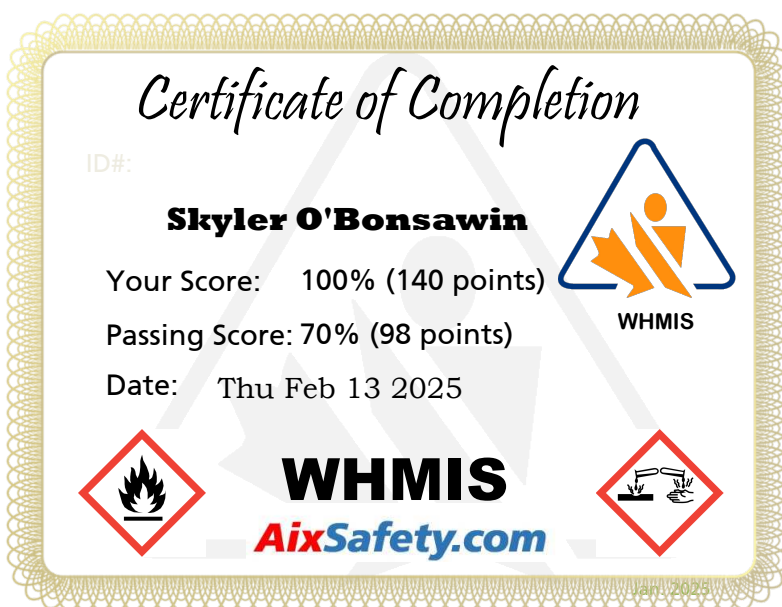 Certificate of Completion
ID#:
Skyler O'Bonsawin
Your Score: 100% (140 points)
Passing Score: 70% (98 points)
WHMIS
Date: Thu Feb 13 2025
WHMIS
AixSafety.com
Jan. 2025